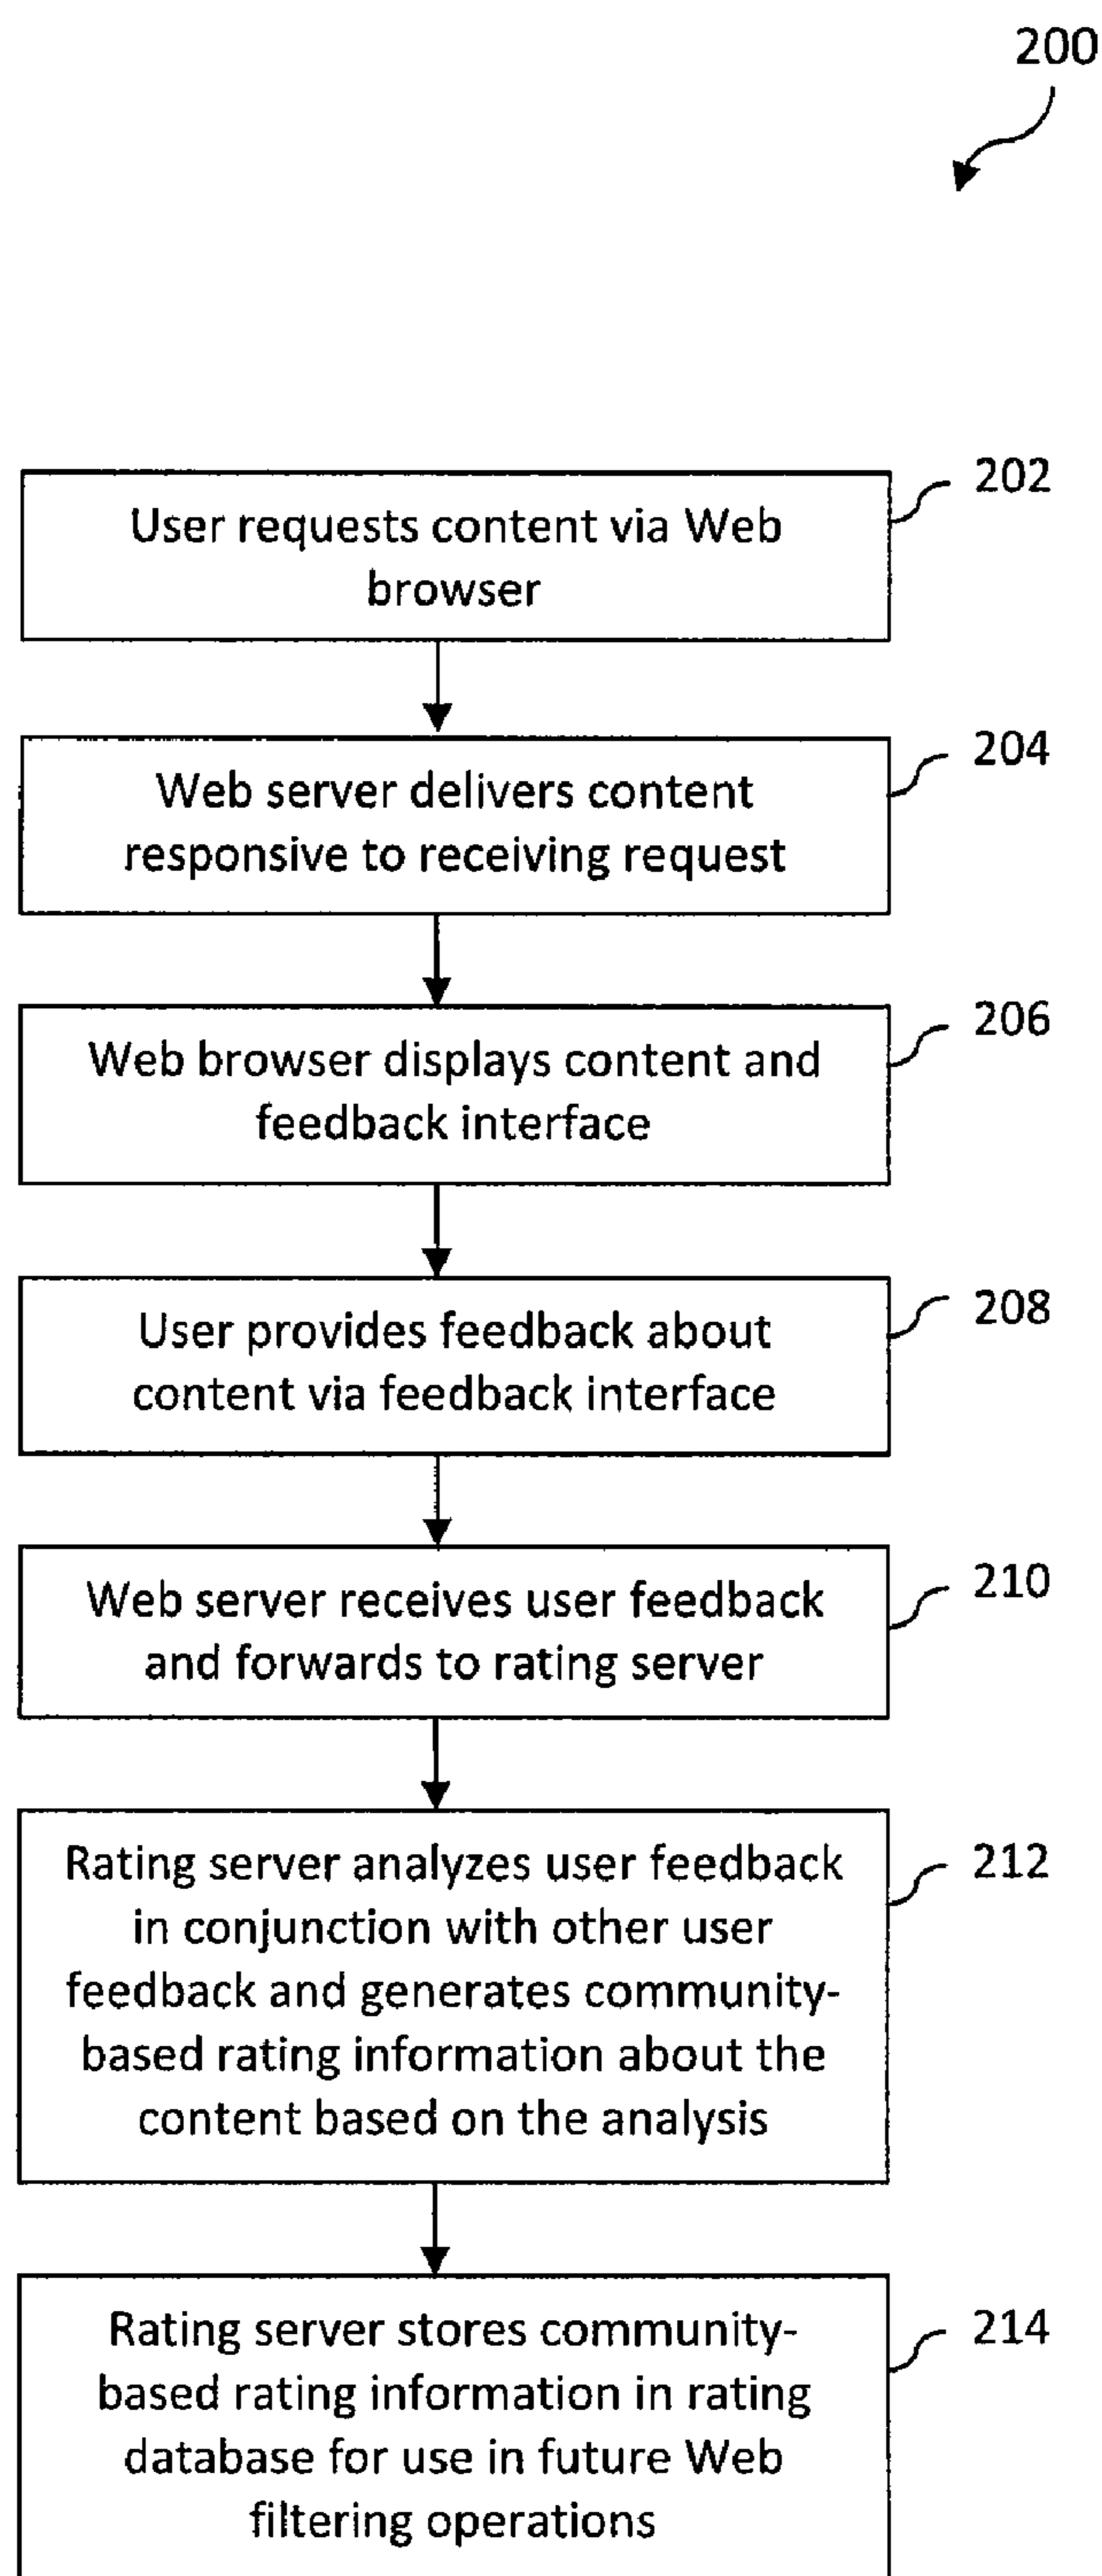 200
202
User requests content via Web
browser
204
Web server delivers content
responsive to receiving request
206
Web browser displays content and
feedback interface
208
User provides feedback about
content via feedback interface
210
Web server receives user feedback
and forwards to rating server
212
Rating server analyzes user feedback
in conjunction with other user
feedback and generates community-
based rating information about the
content based on the analysis
214
Rating server stores community-
based rating information in rating
database for use in future Web
filtering operations